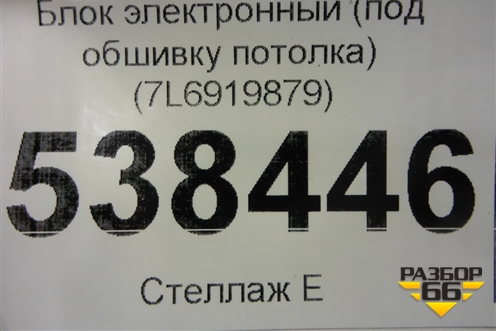 Блок электронный (под
обшивку потолка)
(7L6919879)
538446
Стеллаж Е
РАЗБОР
66